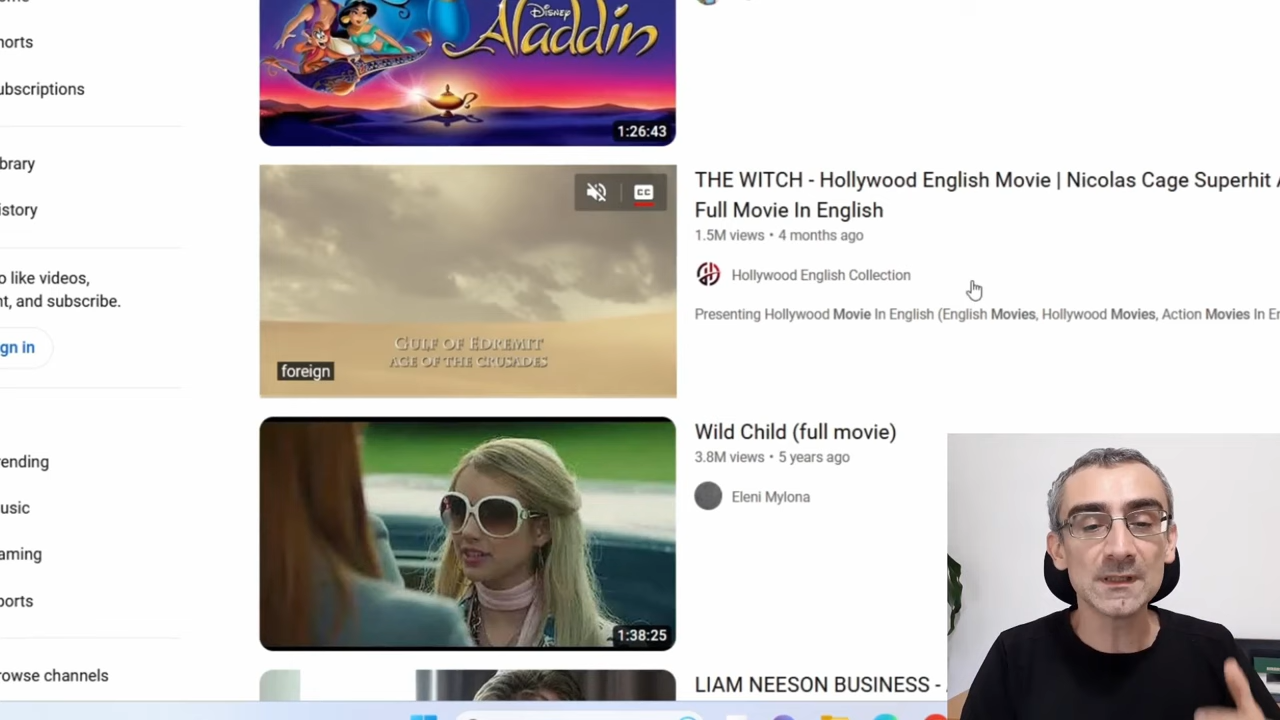 horts
ubscriptions
brary
istory
o like videos,
nt, and subscribe.
gn in
ending
usic
aming
ports
rowse channels
Disney
Aladdin
1:26:43
THE WITCH - Hollywood English Movie | Nicolas Cage Superhit
Full Movie In English
1.5M views • 4 months ago
Hollywood English Collection
Presenting Hollywood Movie In English (English Movies, Hollywood Movies, Action Movies In
CC
GULF OF EDREMIT
AGE OF THE CRUSADES
foreign
Wild Child (full movie)
3.8M views • 5 years ago
Eleni Mylona
1:38:25
LIAM NEESON BUSINESS -